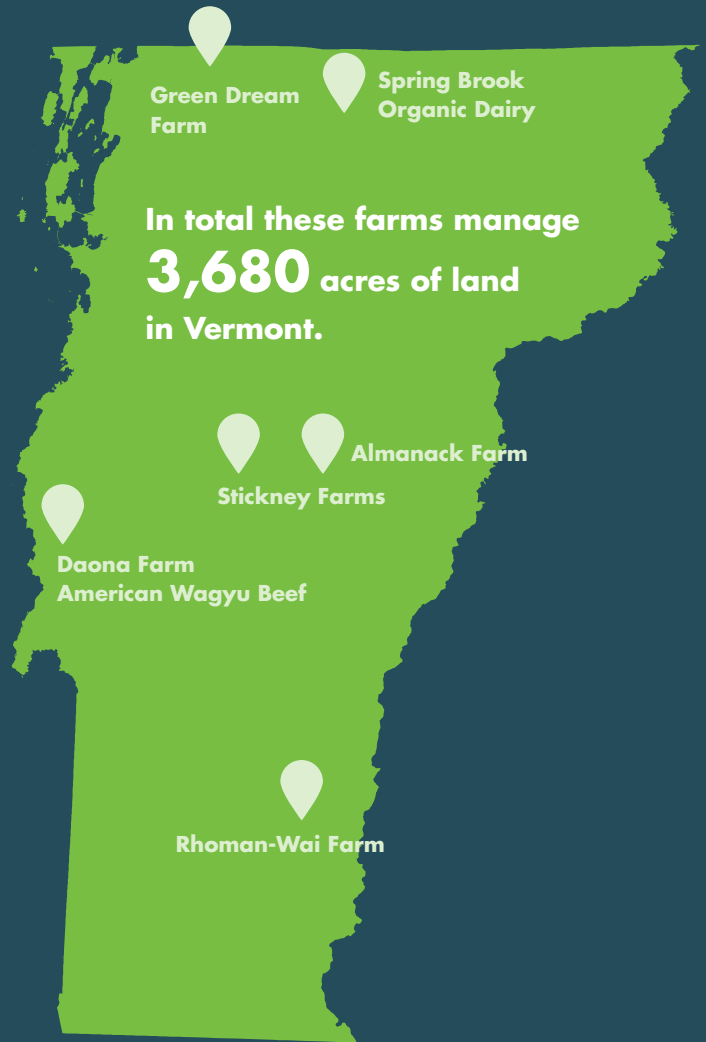 Green Dream
Farm
Spring Brook
Organic Dairy
In total these farms manage
3,680 acres of land
in Vermont.
Almanack Farm
Stickney Farms
Daona Farm
American Wagyu Beef
Rhoman-Wai Farm